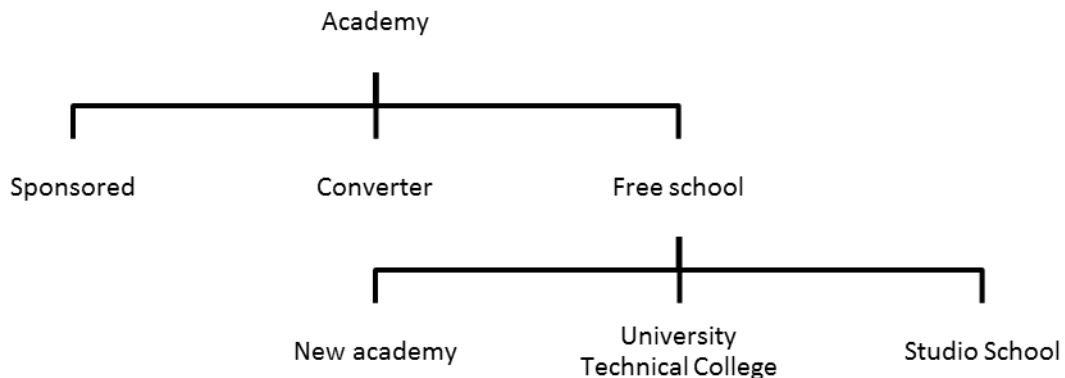 Academy
Sponsored
Converter
Free school
New academy
University
Technical College
Studio School